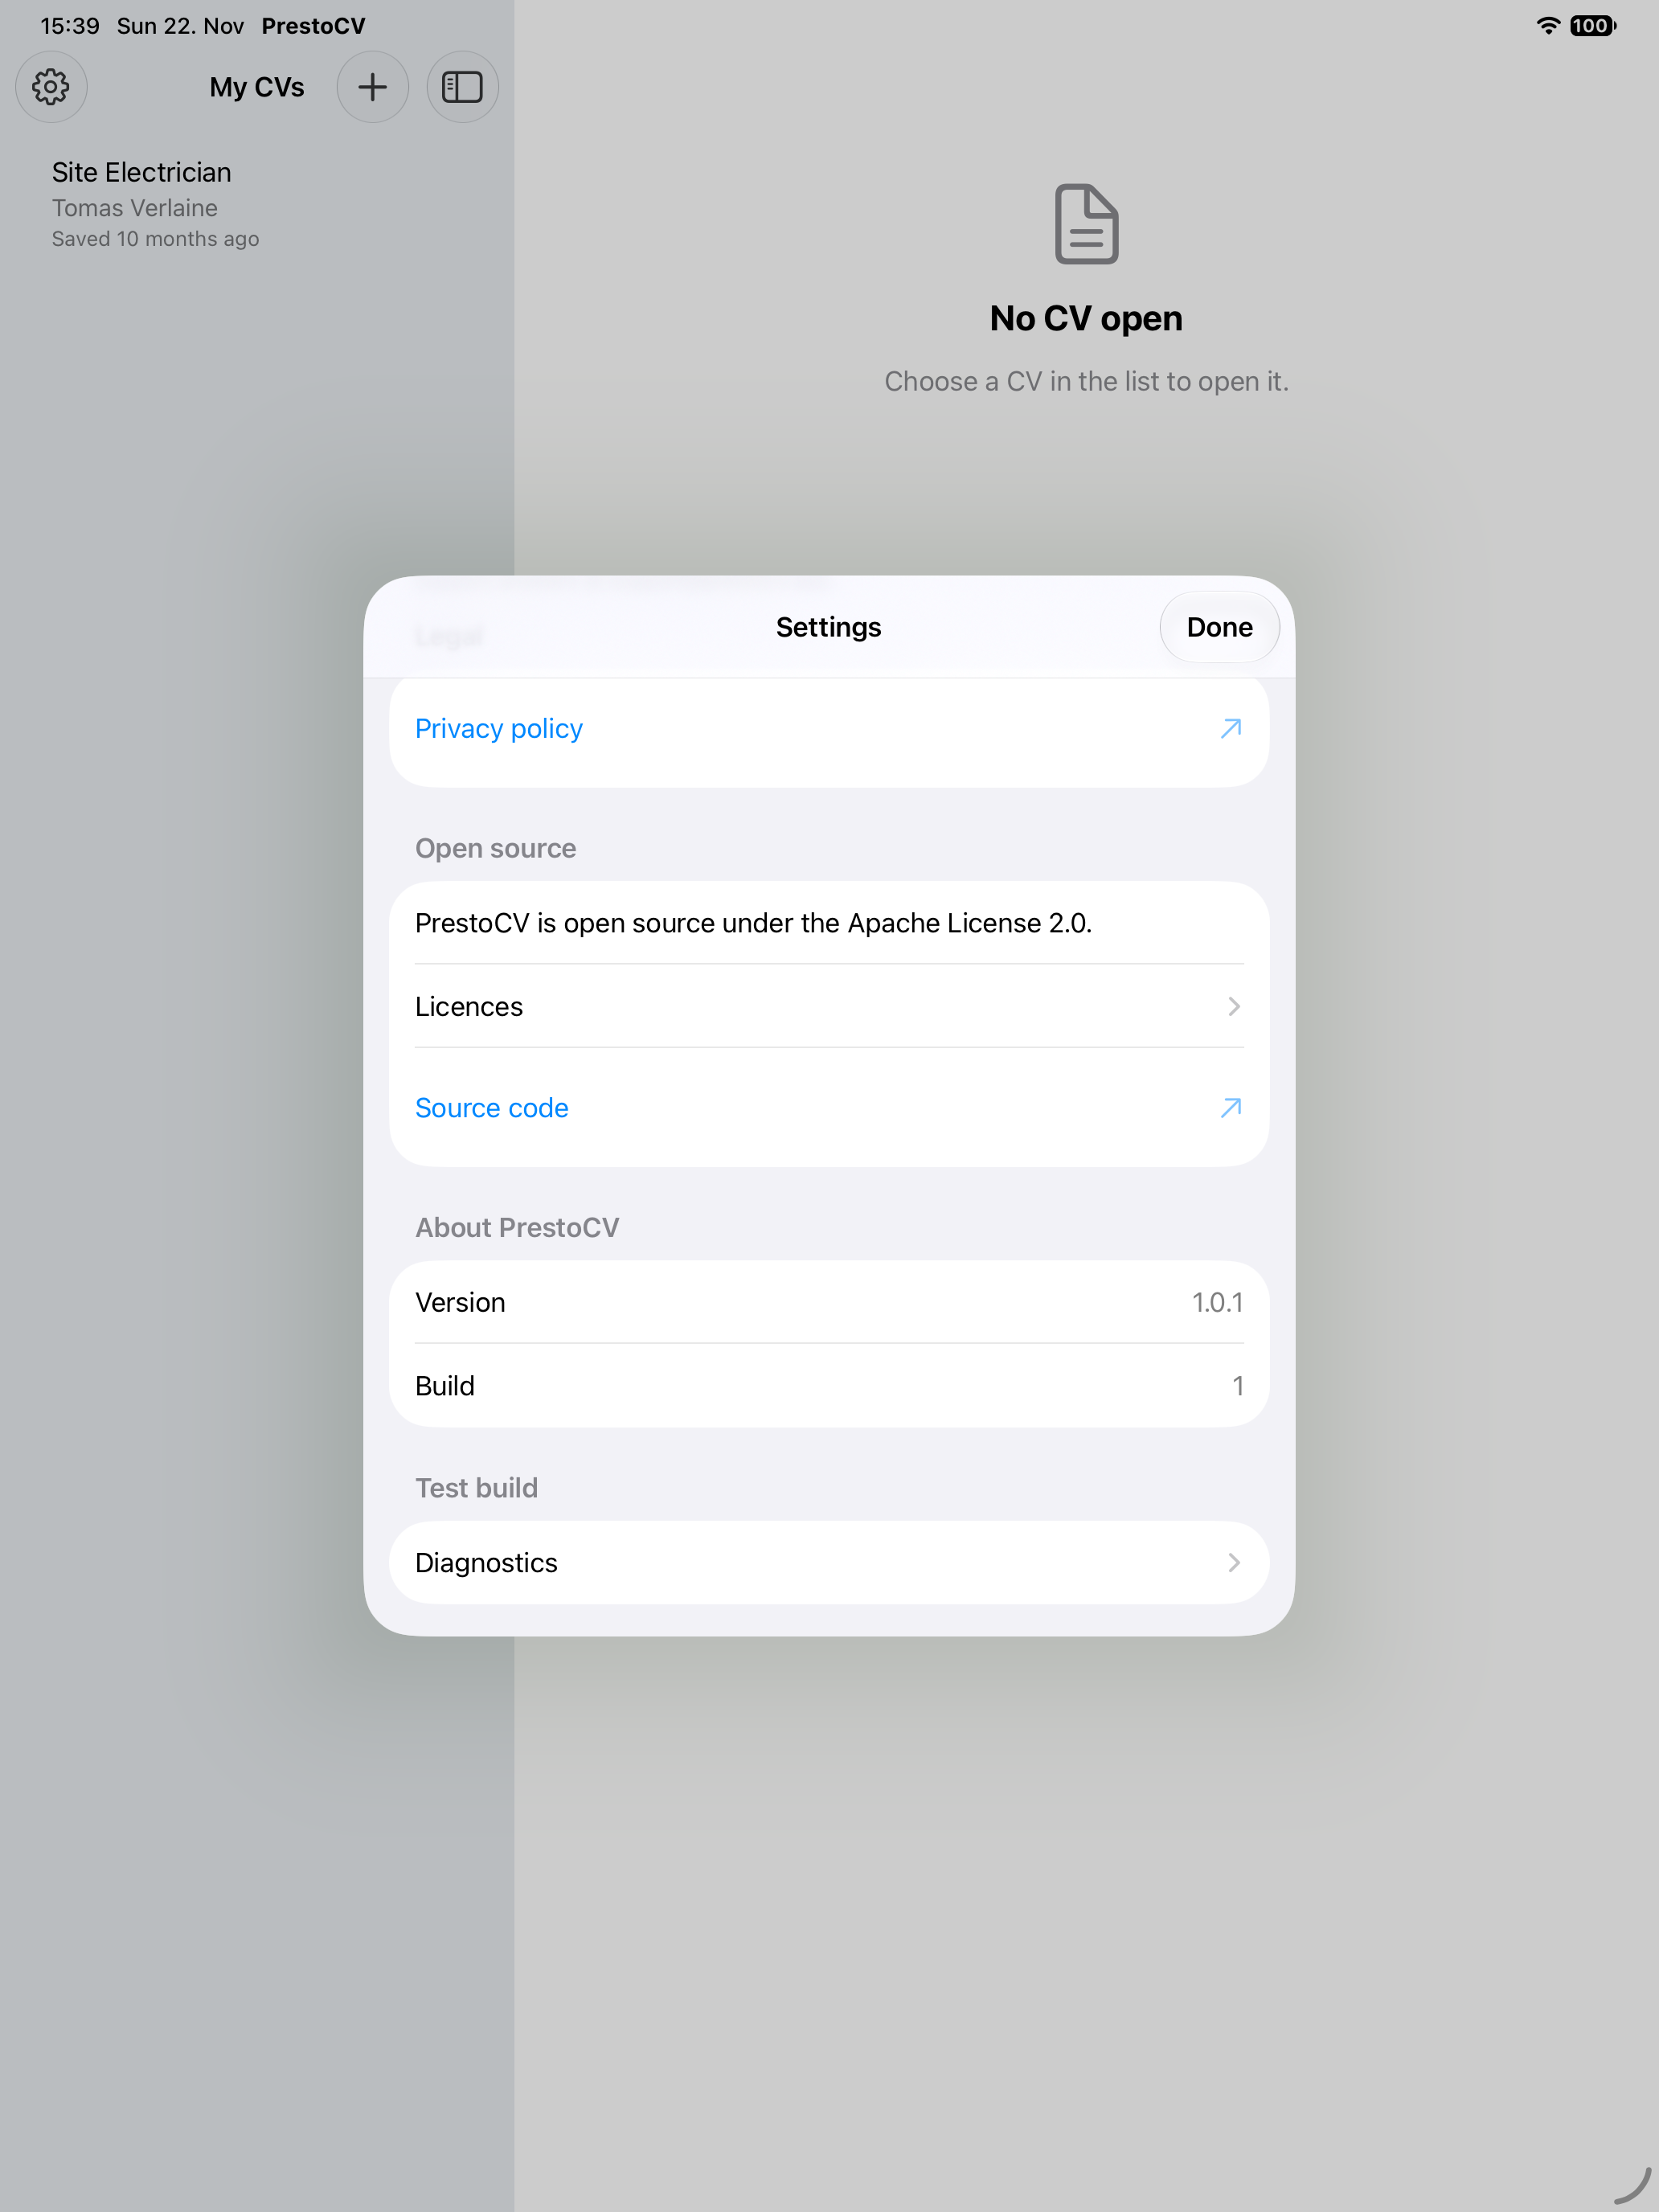 15:39 Sun 22. Nov PrestoCV
100
My CVs
Site Electrician
Tomas Verlaine
Saved 10 months ago
No CV open
Choose a CV in the list to open it.
Legal
Settings
Done
Privacy policy
Open source
PrestoCV is open source under the Apache License 2.0.
Licences
Source code
About PrestoCV
Version 1.0.1
Build 1
Test build
Diagnostics